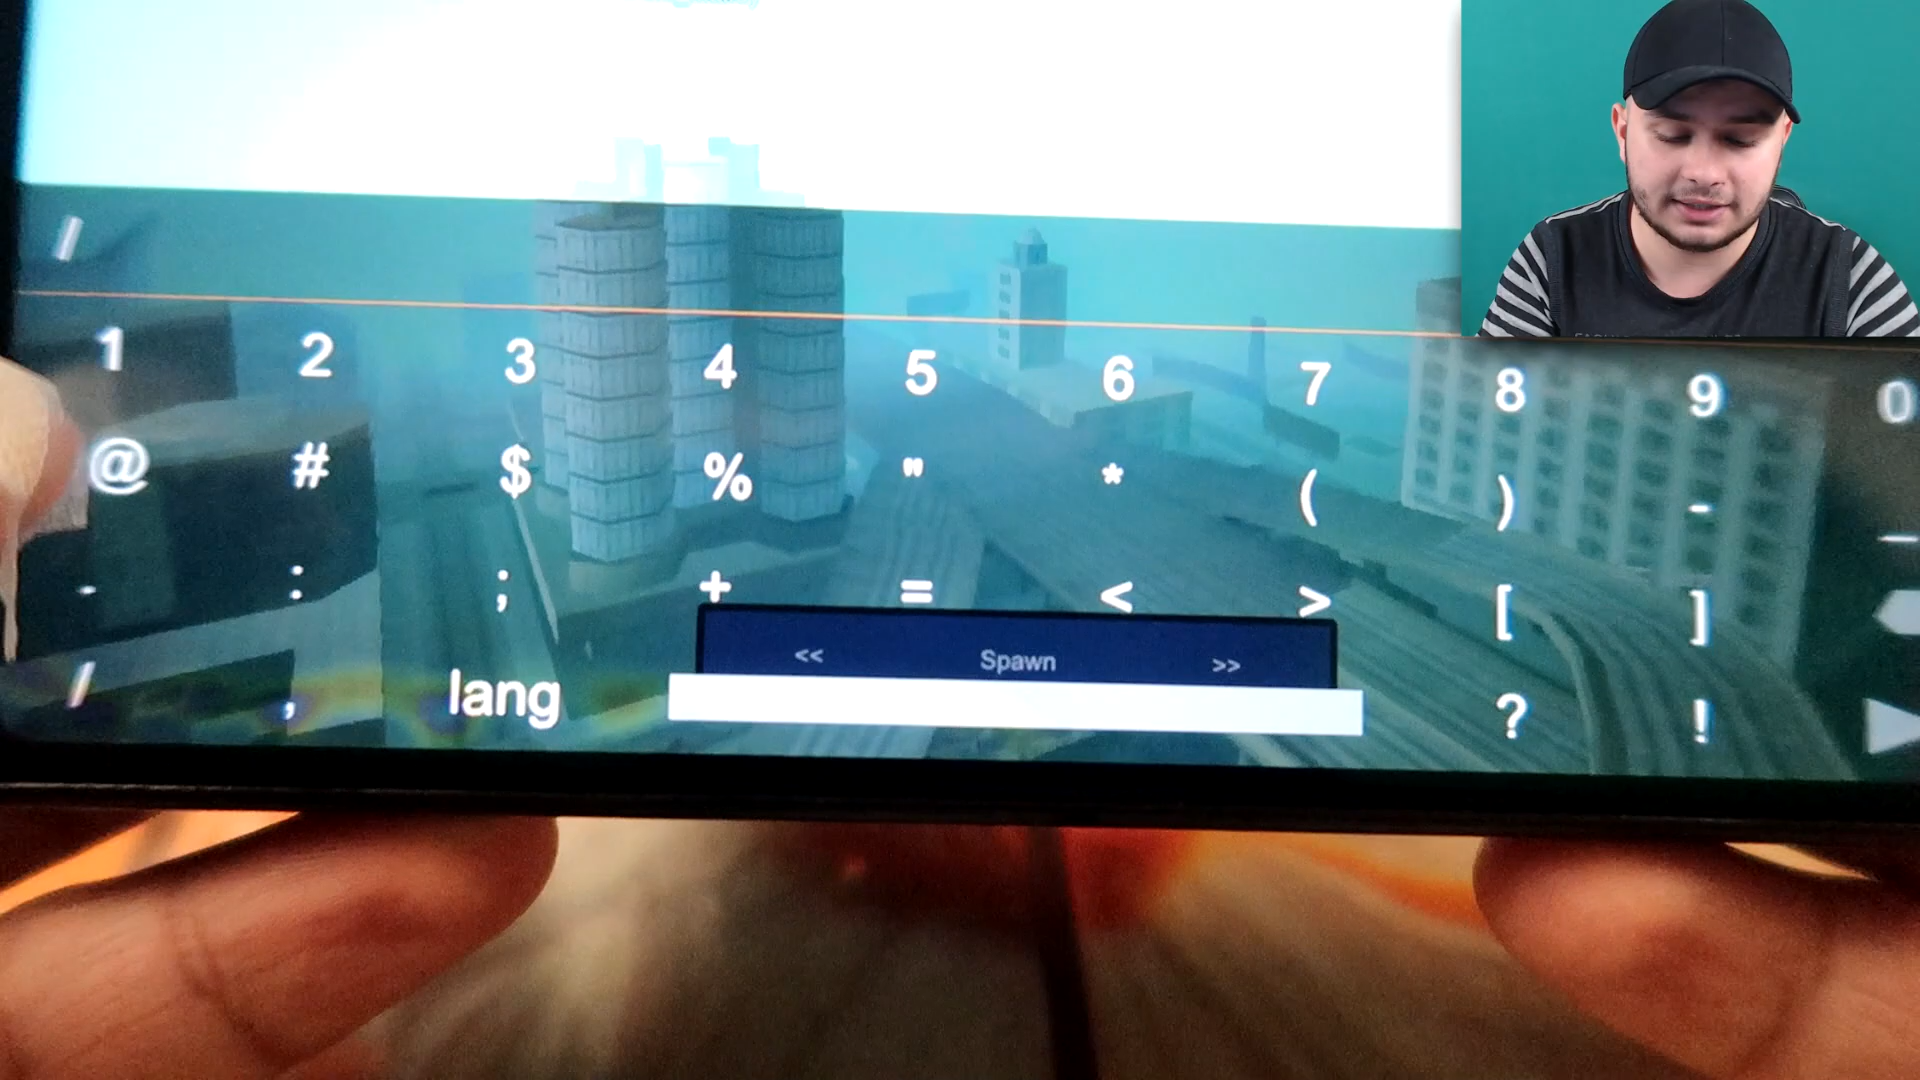 /
1 2 3 4 5 6 7 8 9 0
@ # $ % " * ( ) - _
. : ; + = < > [ ]
<< Spawn >>
/ , lang ? !